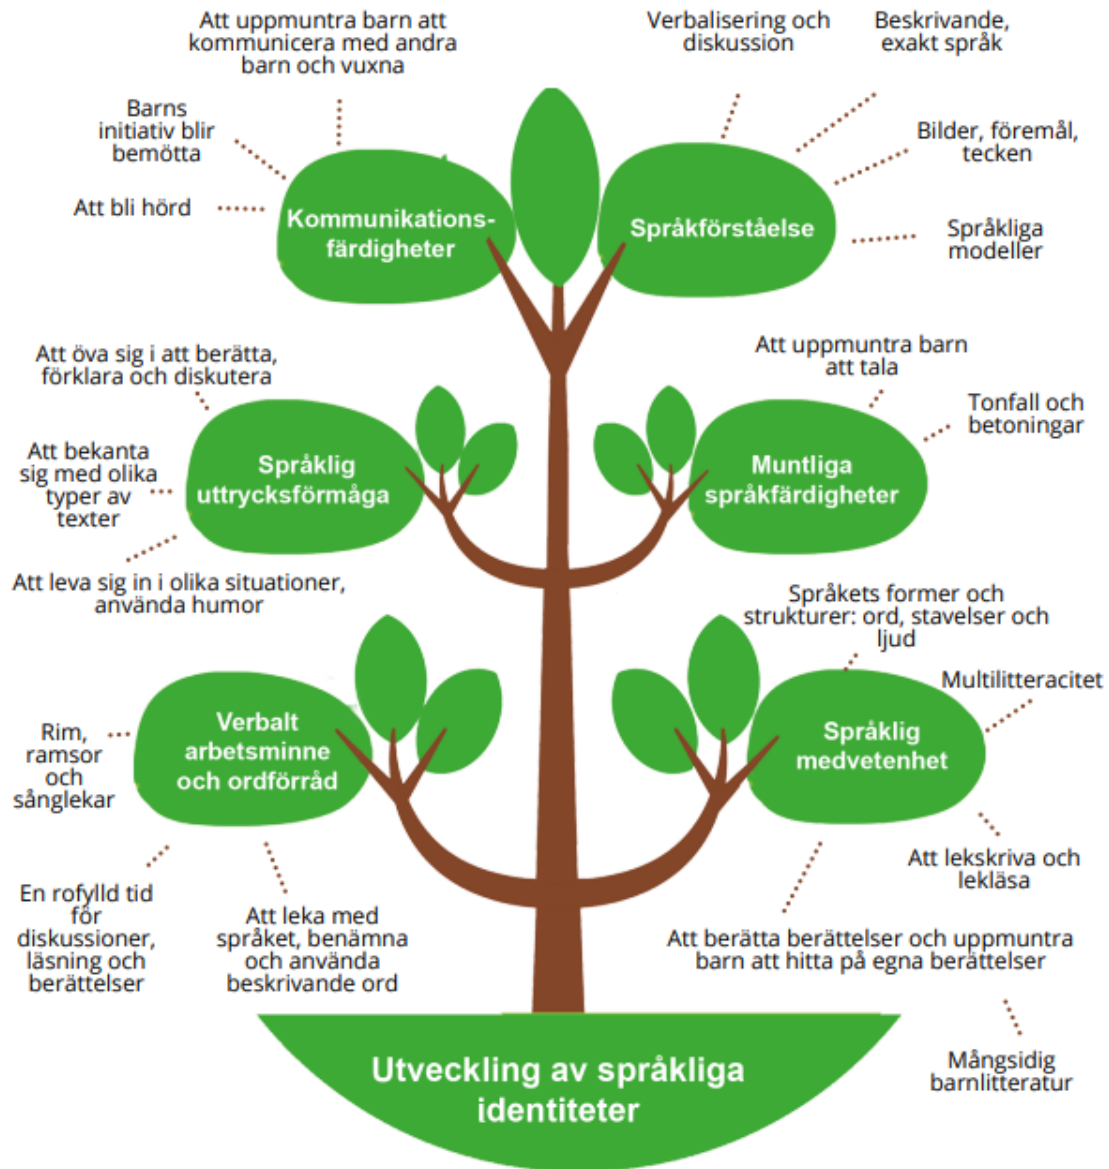 Att uppmuntra barn att
kommunicera med andra
barn och vuxna
Barns
initiativ blir
bemötta
Att bli hörd
Kommunikations-
färdigheter
Verbalisering och
diskussion
Beskrivande,
exakt språk
Bilder, föremål,
tecken
Språkliga
modeller
Språkförståelse
Att öva sig i att berätta,
förklara och diskutera
Att bekanta
sig med olika
typer av
texter
Att leva sig in i olika situationer,
använda humor
Språklig
uttrycksförmåga
Att uppmuntra barn
att tala
Tonfall och
betoningar
Muntliga
språkfärdigheter
Rim,
ramsor
och
sånglekar
En rofylld tid
för
diskussioner,
läsning och
berättelser
Att leka med
språket, benämna
och använda
beskrivande ord
Verbalt
arbetsminne
och ordförråd
Språkets former och
strukturer: ord, stavelser och
ljud
Multilitteracitet
Språklig
medvetenhet
Att lekskriva och
lekläsa
Att berätta berättelser och uppmuntra
barn att hitta på egna berättelser
Mångsidig
barnlitteratur
Utveckling av språkliga
identiteter